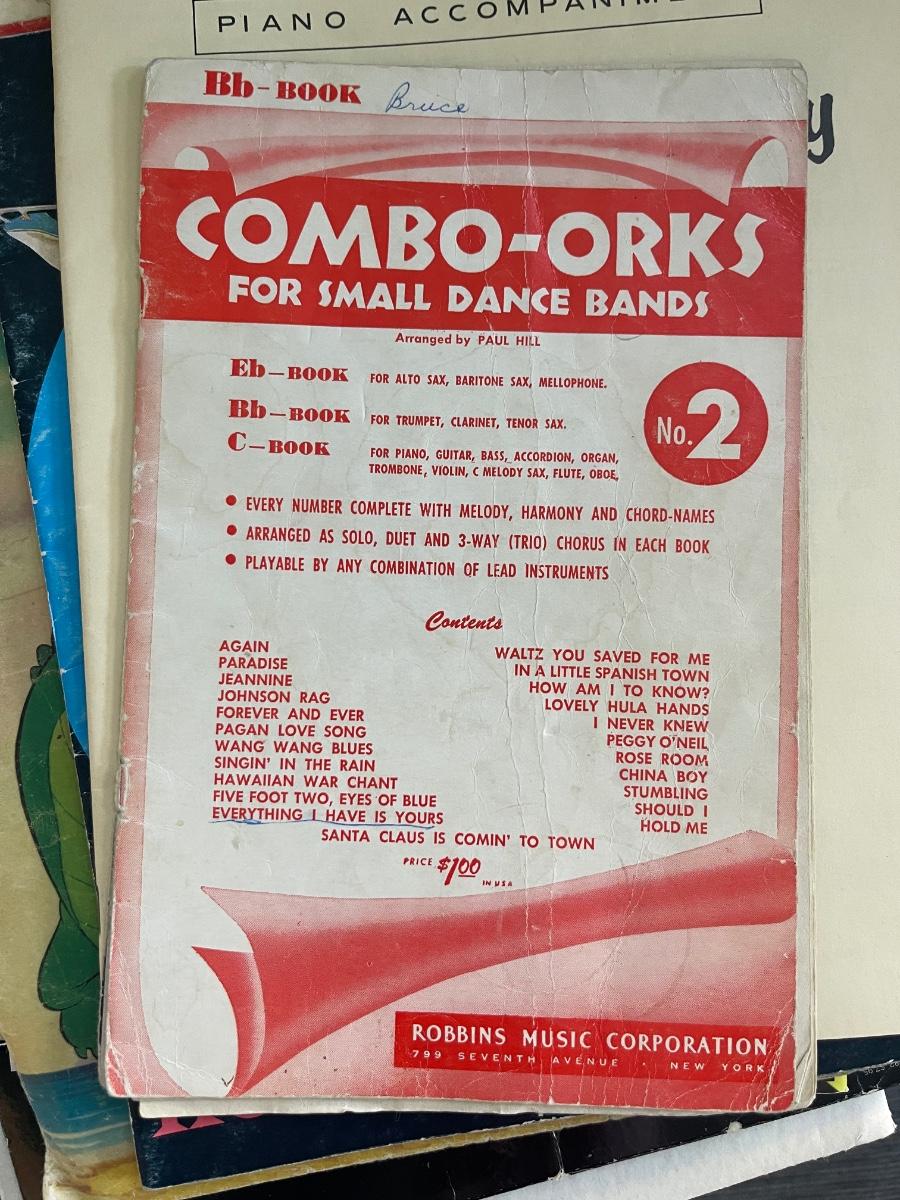 PIANO ACCOMPANIME
Bb-BOOK Bruce
y
COMBO-ORKS
FOR SMALL DANCE BANDS
Arranged by PAUL HILL
Eb-BOOK FOR ALTO SAX, BARITONE SAX, MELLOPHONE.
Bb-BOOK FOR TRUMPET, CLARINET, TENOR SAX.
C-BOOK FOR PIANO, GUITAR, BASS, ACCORDION, ORGAN,
TROMBONE, VIOLIN, C MELODY SAX, FLUTE, OBOE,
No. 2
• EVERY NUMBER COMPLETE WITH MELODY, HARMONY AND CHORD-NAMES
• ARRANGED AS SOLO, DUET AND 3-WAY (TRIO) CHORUS IN EACH BOOK
• PLAYABLE BY ANY COMBINATION OF LEAD INSTRUMENTS
Contents
AGAIN
PARADISE
JEANNINE
JOHNSON RAG
FOREVER AND EVER
PAGAN LOVE SONG
WANG WANG BLUES
SINGIN' IN THE RAIN
HAWAIIAN WAR CHANT
FIVE FOOT TWO, EYES OF BLUE
EVERYTHING I HAVE IS YOURS
WALTZ YOU SAVED FOR ME
IN A LITTLE SPANISH TOWN
HOW AM I TO KNOW?
LOVELY HULA HANDS
I NEVER KNEW
PEGGY O'NEIL
ROSE ROOM
CHINA BOY
STUMBLING
SHOULD I
HOLD ME
SANTA CLAUS IS COMIN' TO TOWN
PRICE $1.00 IN USA
ROBBINS MUSIC CORPORATION
799 SEVENTH AVENUE · NEW YORK